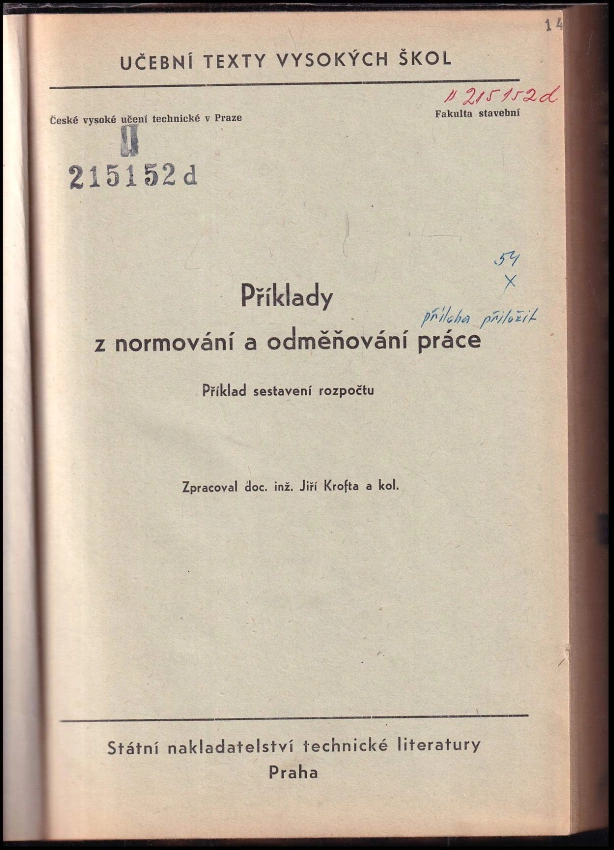 14
UČEBNÍ TEXTY VYSOKÝCH ŠKOL
II 215152d
České vysoké učení technické v Praze
Fakulta stavební
II
215152d
54
x
příloha přiložit
Příklady
z normování a odměňování práce
Příklad sestavení rozpočtu
Zpracoval doc. inž. Jiří Krofta a kol.
Státní nakladatelství technické literatury
Praha